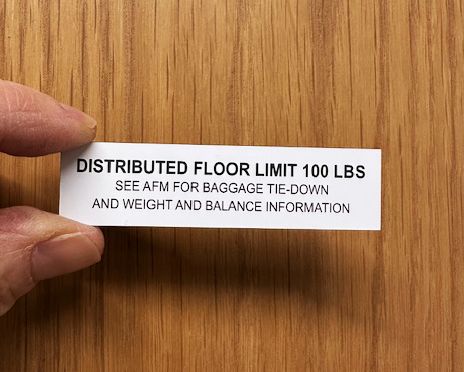 DISTRIBUTED FLOOR LIMIT 100 LBS
SEE AFM FOR BAGGAGE TIE-DOWN
AND WEIGHT AND BALANCE INFORMATION